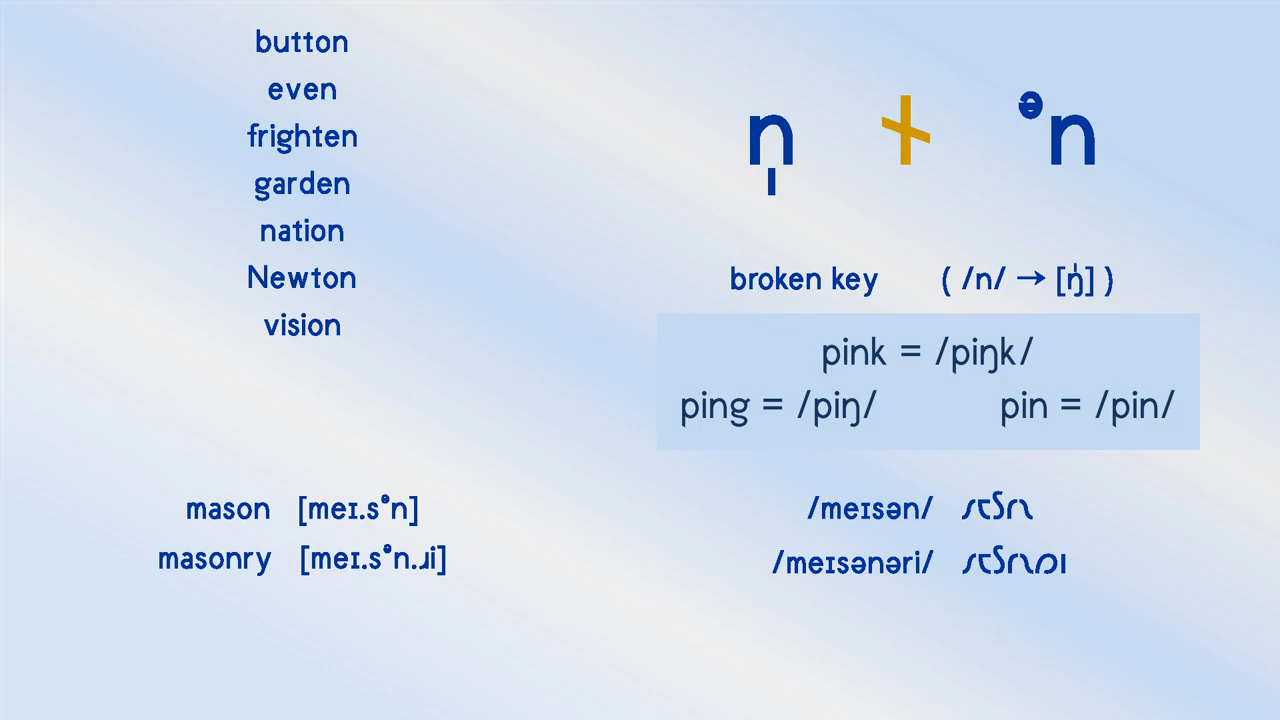 button
even
frighten
garden
nation
Newton
vision
n̩ ᵊn
broken key ( /n/ → [ŋ̍] )
pink = /piŋk/
ping = /piŋ/ pin = /pin/
mason [meɪ.sᵊn]
masonry [meɪ.sᵊn.ɹi]
/meɪsən/
/meɪsənəri/